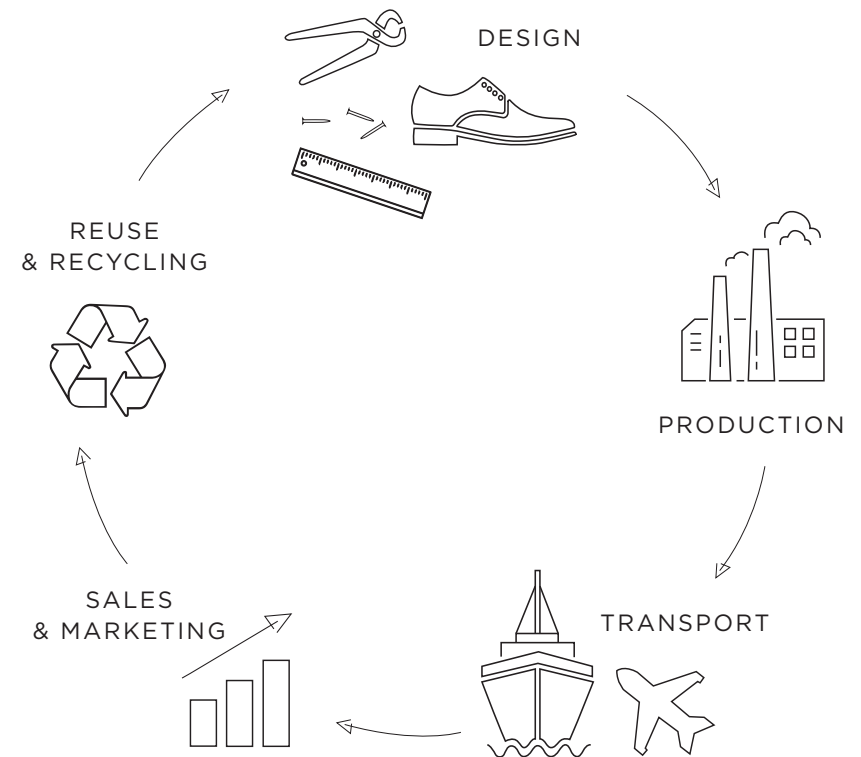 DESIGN
REUSE
& RECYCLING
PRODUCTION
SALES
& MARKETING
TRANSPORT